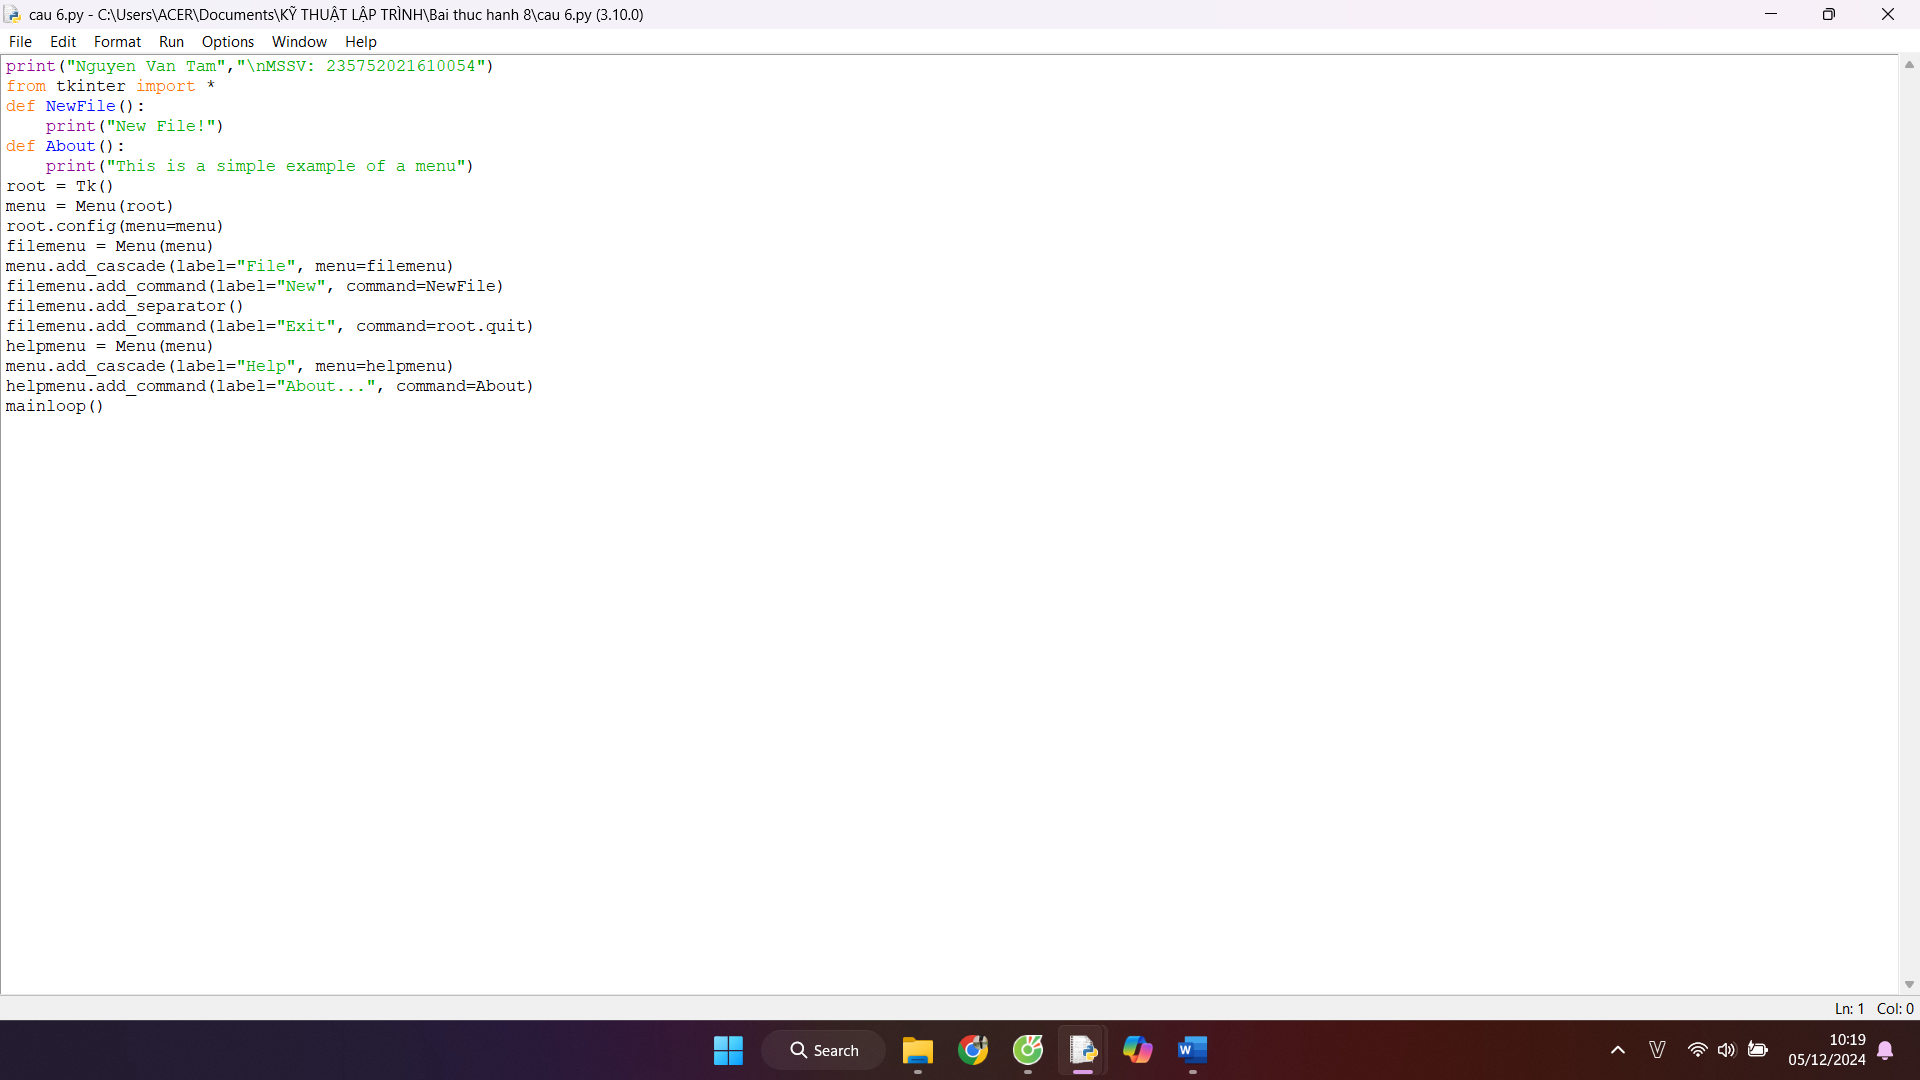 cau 6.py - C:\Users\ACER\Documents\KỸ THUẬT LẬP TRÌNH\Bai thuc hanh 8\cau 6.py (3.10.0)
File Edit Format Run Options Window Help
print("Nguyen Van Tam","\nMSSV: 235752021610054")
from tkinter import *
def NewFile():
    print("New File!")
def About():
    print("This is a simple example of a menu")
root = Tk()
menu = Menu(root)
root.config(menu=menu)
filemenu = Menu(menu)
menu.add_cascade(label="File", menu=filemenu)
filemenu.add_command(label="New", command=NewFile)
filemenu.add_separator()
filemenu.add_command(label="Exit", command=root.quit)
helpmenu = Menu(menu)
menu.add_cascade(label="Help", menu=helpmenu)
helpmenu.add_command(label="About...", command=About)
mainloop()
Ln: 1 Col: 0
Search
10:19
05/12/2024